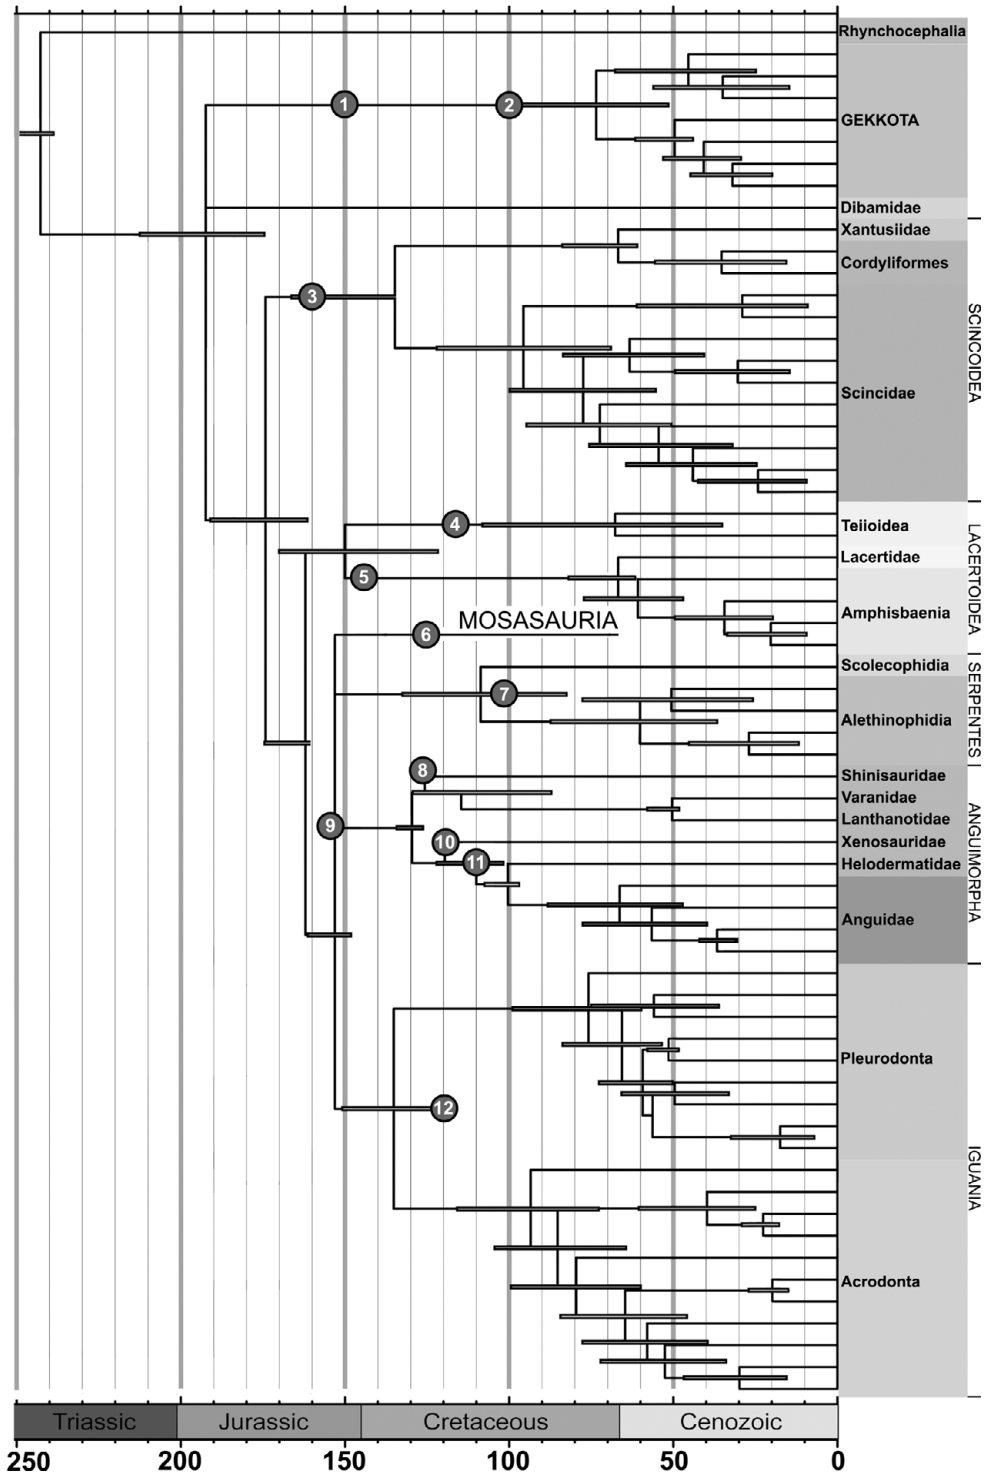 Rhynchocephalia
1
2
GEKKOTA
Dibamidae
Xantusiidae
Cordyliformes
3
SCINCOIDEA
Scincidae
4
Teiioidea
LACERTOIDEA
Lacertidae
5
Amphisbaenia
MOSASAURIA
6
Scolecophidia
SERPENTES
7
Alethinophidia
8
Shinisauridae
Varanidae
Lanthanotidae
ANGUIMORPHA
9
10
Xenosauridae
11
Helodermatidae
Anguidae
Pleurodonta
12
IGUANIA
Acrodonta
Triassic Jurassic Cretaceous Cenozoic
250 200 150 100 50 0